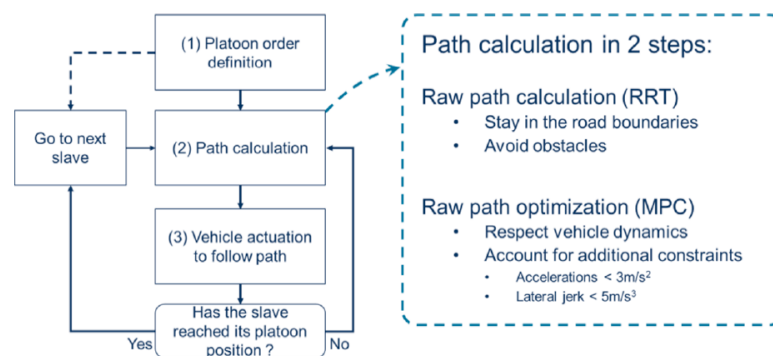 (1) Platoon order
definition
Go to next
slave
(2) Path calculation
(3) Vehicle actuation
to follow path
Has the slave
reached its platoon
position ?
Yes
No
Path calculation in 2 steps:
Raw path calculation (RRT)
• Stay in the road boundaries
• Avoid obstacles
Raw path optimization (MPC)
• Respect vehicle dynamics
• Account for additional constraints
• Accelerations < 3m/s²
• Lateral jerk < 5m/s³